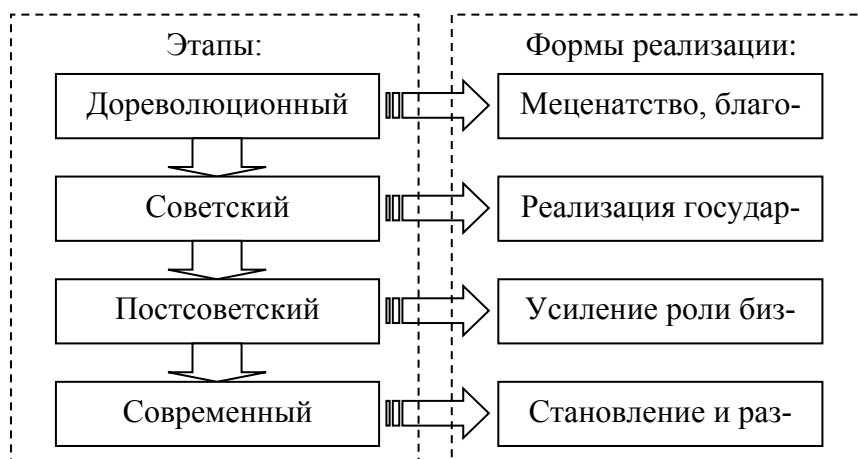 Этапы:
Формы реализации:
Дореволюционный
Меценатство, благо-
Советский
Реализация государ-
Постсоветский
Усиление роли биз-
Современный
Становление и раз-